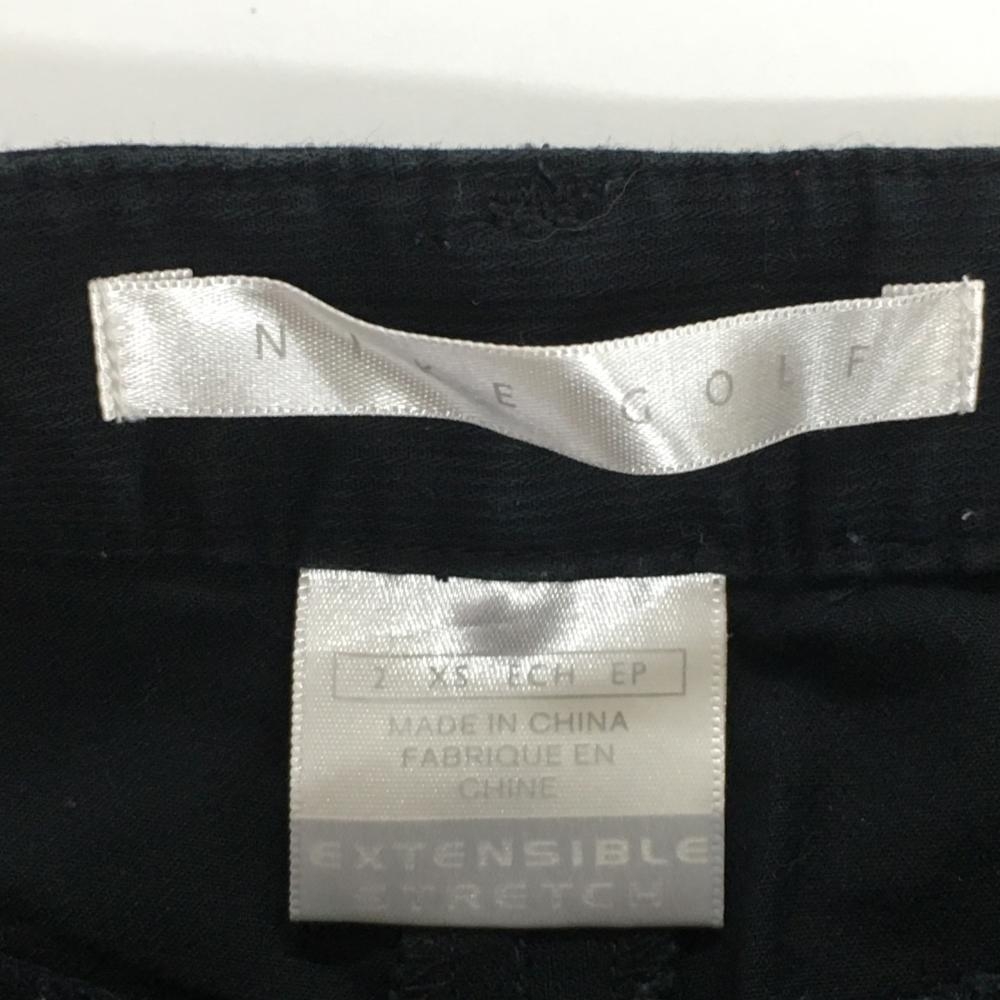 NIKE GOLF
2 XS ECH EP
MADE IN CHINA
FABRIQUE EN
CHINE
EXTENSIBLE
STRETCH